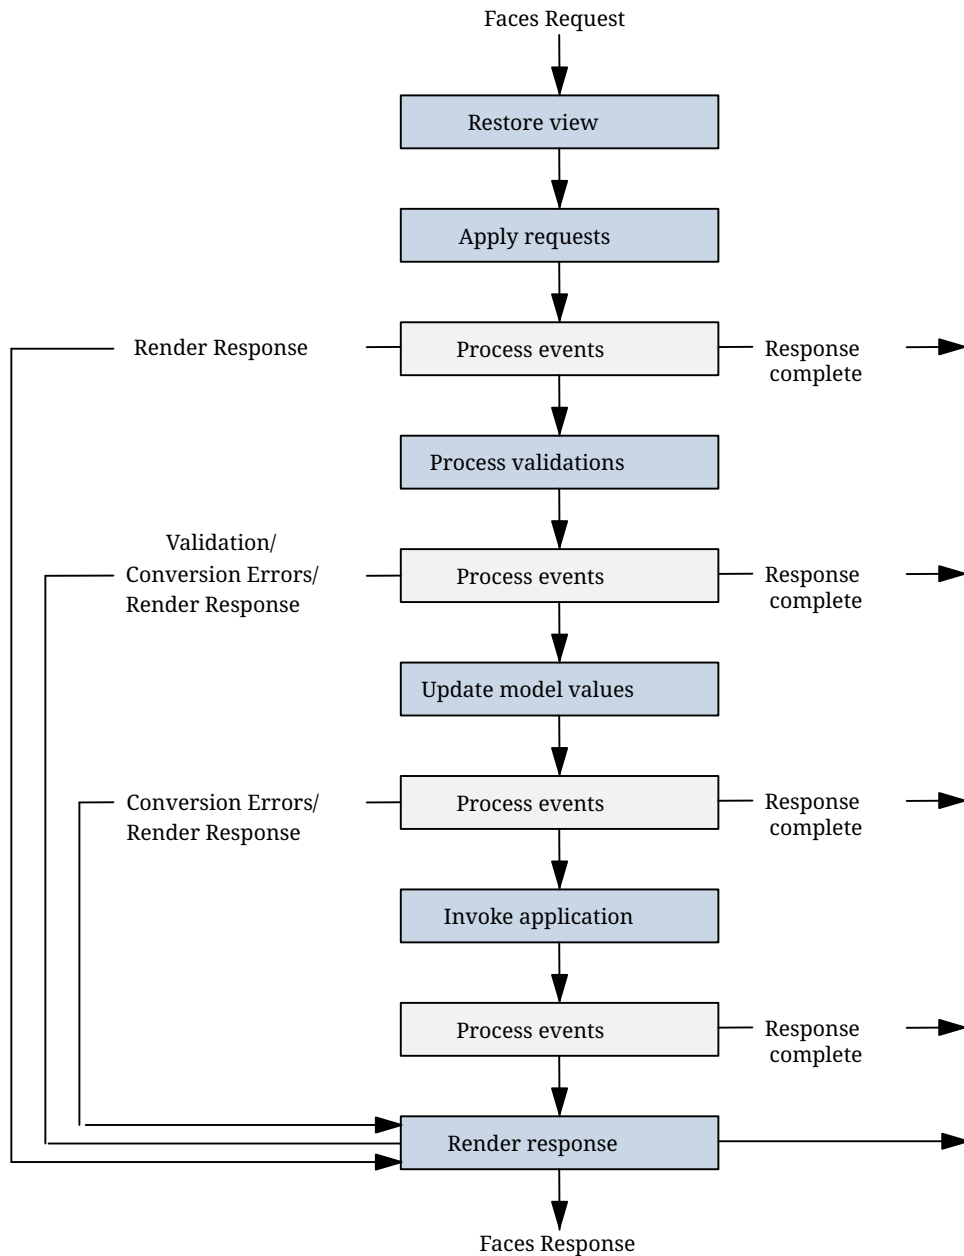 Faces Request
Restore view
Apply requests
Render Response
Process events
Response
complete
Process validations
Validation/
Conversion Errors/
Render Response
Process events
Response
complete
Update model values
Conversion Errors/
Render Response
Process events
Response
complete
Invoke application
Process events
Response
complete
Render response
Faces Response